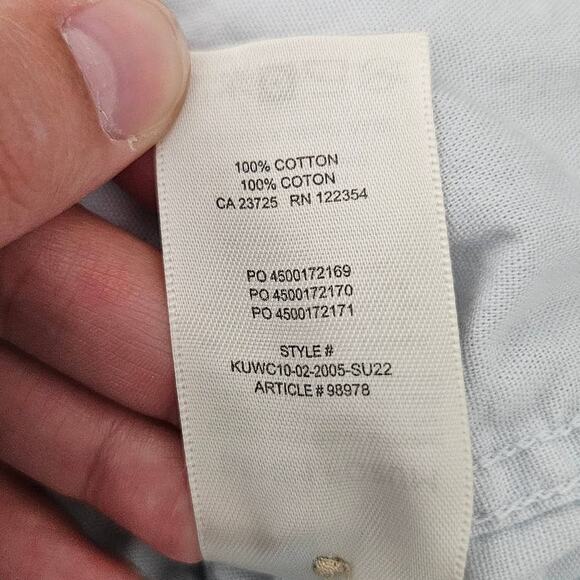 100% COTTON
100% COTON
CA 23725 RN 122354
PO 4500172169
PO 4500172170
PO 4500172171
STYLE #
KUWC10-02-2005-SU22
ARTICLE # 98978